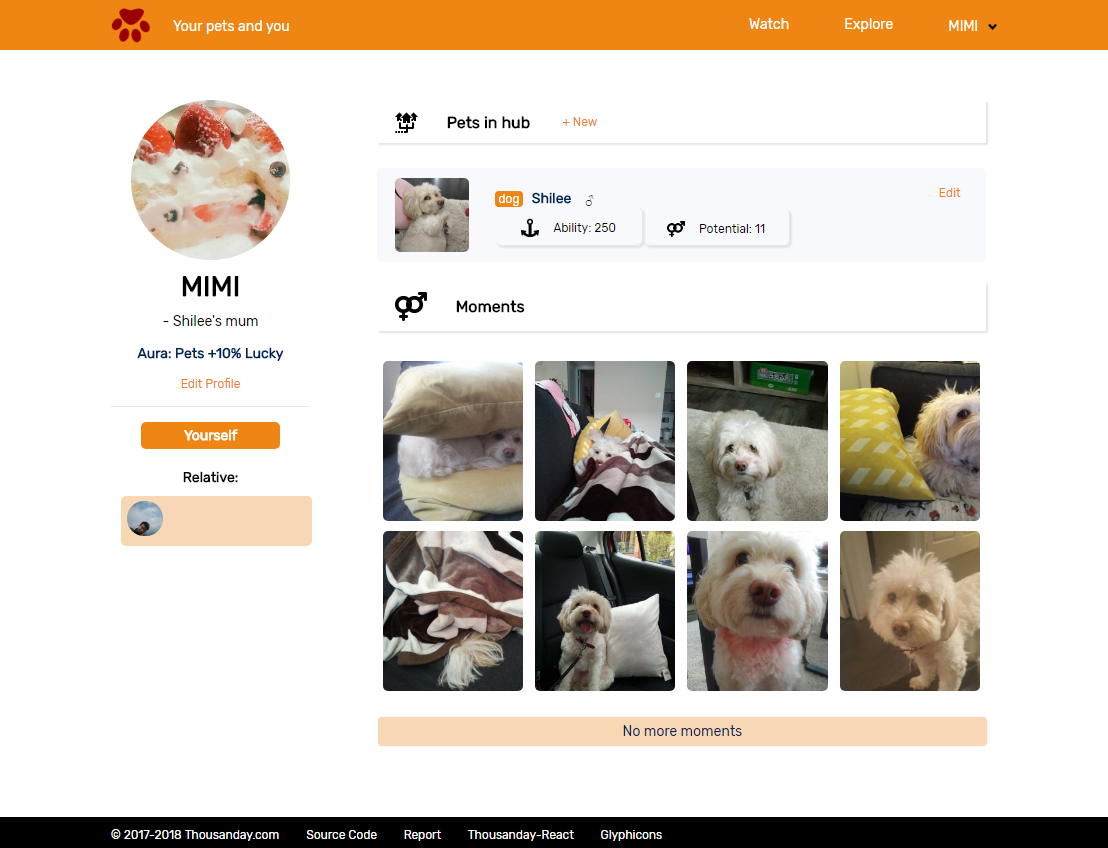 Your pets and you
Watch
Explore
MIMI
MIMI
- Shilee's mum
Aura: Pets +10% Lucky
Edit Profile
Yourself
Relative:
Pets in hub
+ New
dog Shilee ♂
Edit
Ability: 250
Potential: 11
Moments
No more moments
© 2017-2018 Thousanday.com
Source Code
Report
Thousanday-React
Glyphicons